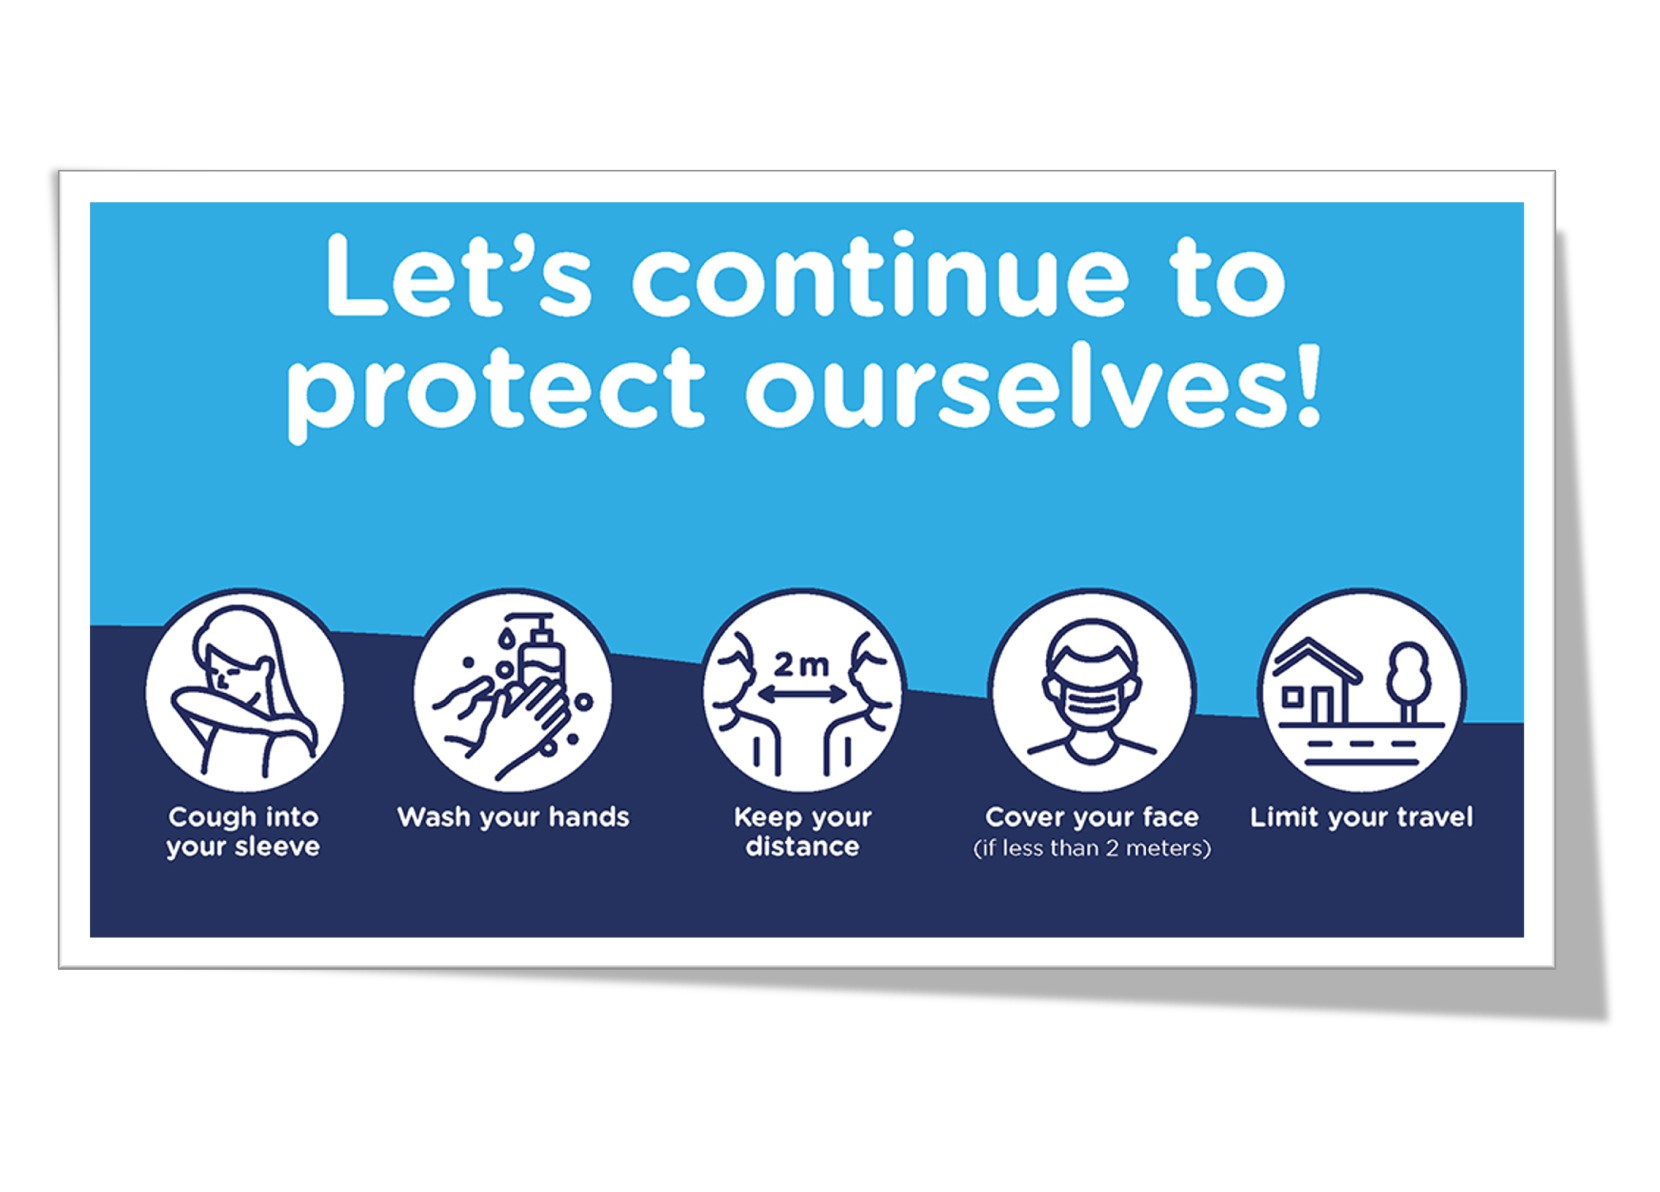 Let's continue to
protect ourselves!
2m
Cough into
your sleeve
Wash your hands
Keep your
distance
Cover your face
(if less than 2 meters)
Limit your travel